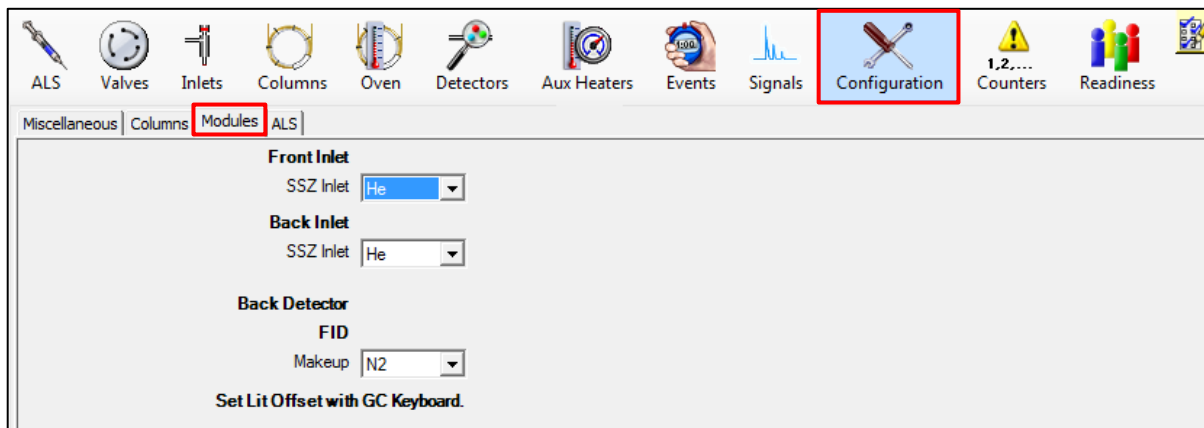 1:00
1,2,...
ALS Valves Inlets Columns Oven Detectors Aux Heaters Events Signals Configuration Counters Readiness
Miscellaneous Columns Modules ALS
Front Inlet
SSZ Inlet He
Back Inlet
SSZ Inlet He
Back Detector
FID
Makeup N2
Set Lit Offset with GC Keyboard.